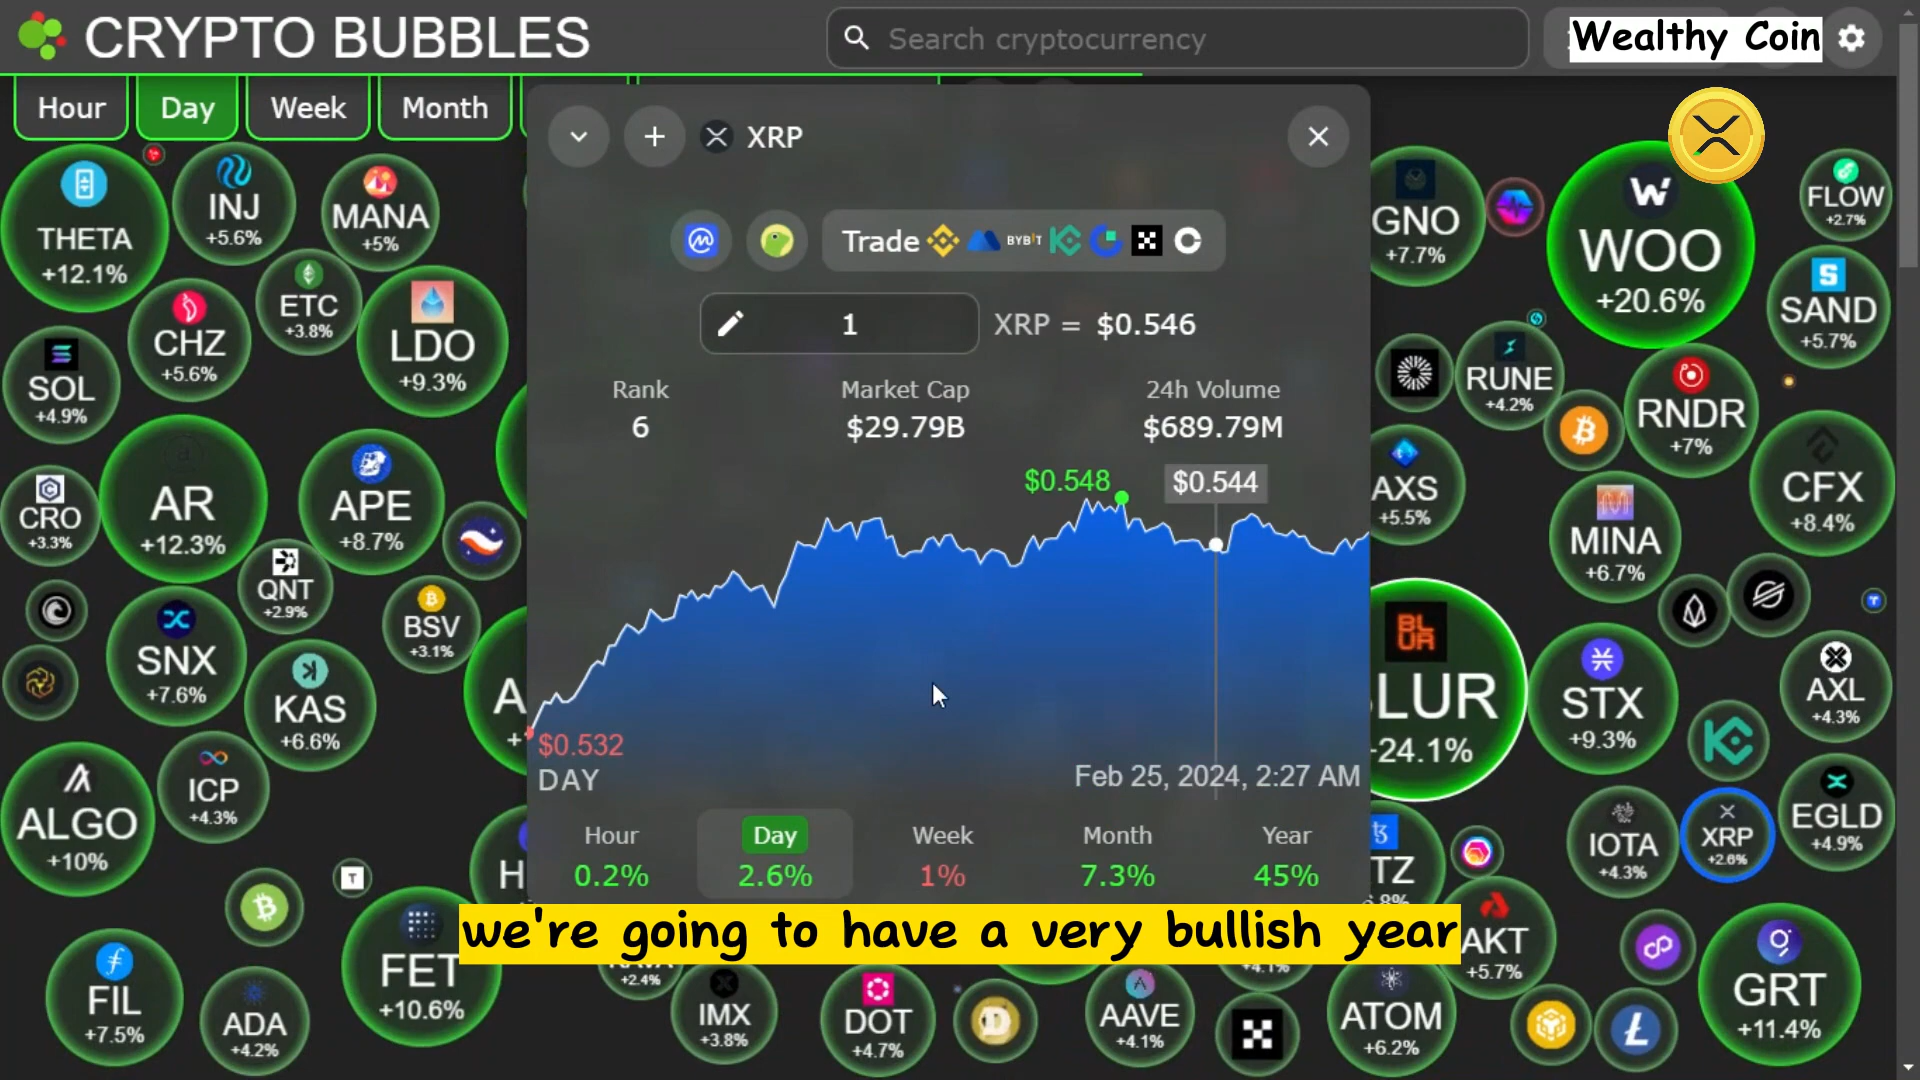 CRYPTO BUBBLES
Search cryptocurrency
Wealthy Coin
Hour
Day
Week
Month
XRP
Trade
BYBIT
1
XRP = $0.546
Rank
6
Market Cap
$29.79B
24h Volume
$689.79M
$0.548
$0.544
$0.532
DAY
Feb 25, 2024, 2:27 AM
Hour
0.2%
Day
2.6%
Week
1%
Month
7.3%
Year
45%
we're going to have a very bullish year
THETA
+12.1%
INJ
+5.6%
MANA
+5%
ETC
+3.8%
CHZ
+5.6%
LDO
+9.3%
SOL
+4.9%
CRO
+3.3%
AR
+12.3%
APE
+8.7%
QNT
+2.9%
BSV
+3.1%
SNX
+7.6%
KAS
+6.6%
ALGO
+10%
ICP
+4.3%
T
FIL
+7.5%
ADA
+4.2%
FET
+10.6%
+2.4%
IMX
+3.8%
DOT
+4.7%
AAVE
+4.1%
+4.1%
ATOM
+6.2%
GNO
+7.7%
WOO
+20.6%
FLOW
+2.7%
SAND
+5.7%
RUNE
+4.2%
RNDR
+7%
AXS
+5.5%
MINA
+6.7%
CFX
+8.4%
BLUR
LUR
24.1%
STX
+9.3%
AXL
+4.3%
IOTA
+4.3%
XRP
+2.6%
EGLD
+4.9%
TZ
AKT
+5.7%
GRT
+11.4%